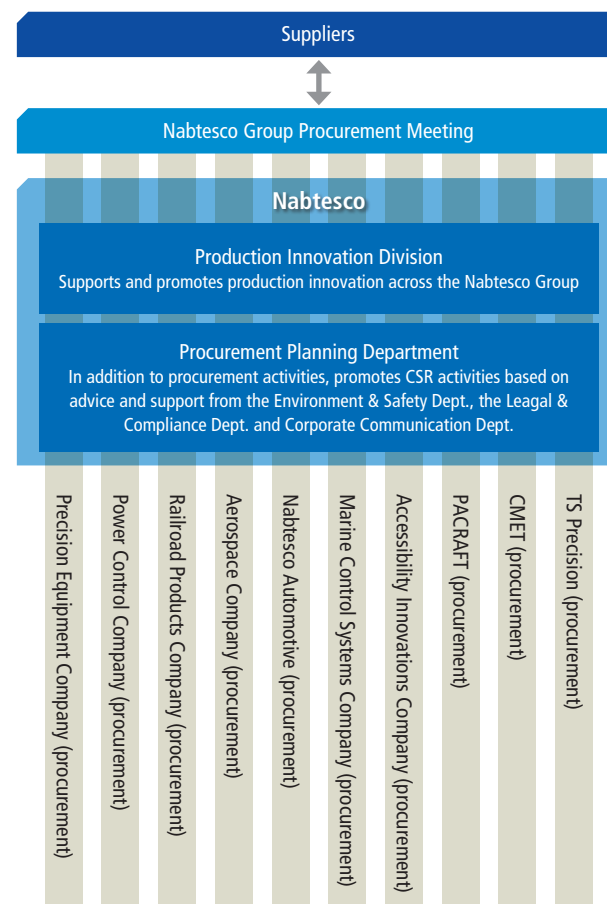 Suppliers
Nabtesco Group Procurement Meeting
Nabtesco
Production Innovation Division
Supports and promotes production innovation across the Nabtesco Group
Procurement Planning Department
In addition to procurement activities, promotes CSR activities based on
advice and support from the Environment & Safety Dept., the Leagal &
Compliance Dept. and Corporate Communication Dept.
Precision Equipment Company (procurement)
Power Control Company (procurement)
Railroad Products Company (procurement)
Aerospace Company (procurement)
Nabtesco Automotive (procurement)
Marine Control Systems Company (procurement)
Accessibility Innovations Company (procurement)
PACRAFT (procurement)
CMET (procurement)
TS Precision (procurement)